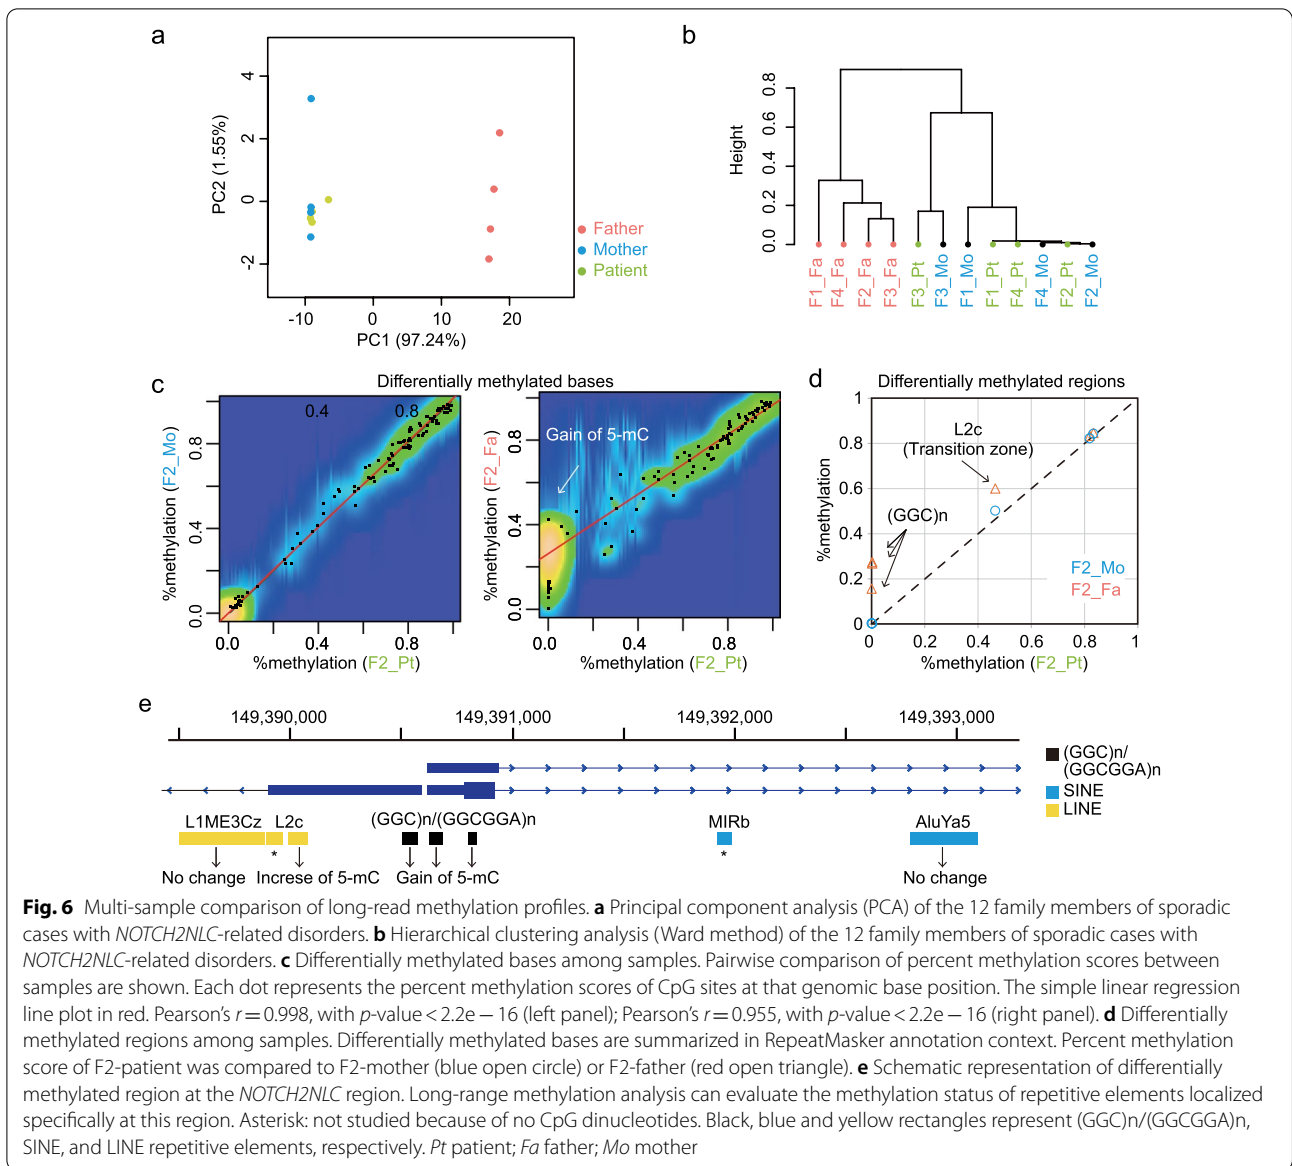 a
PC2 (1.55%)
4
2
0
-2
-10
0
10
20
PC1 (97.24%)
Father
Mother
Patient
b
Height
0.8
0.6
0.4
0.2
0.0
F1_Fa
F4_Fa
F2_Fa
F3_Fa
F3_Pt
F3_Mo
F1_Mo
F1_Pt
F4_Pt
F4_Mo
F2_Pt
F2_Mo
c
Differentially methylated bases
0.4
0.8
%methylation (F2_Mo)
0.8
0.4
0.0
0.0
0.4
0.8
%methylation (F2_Pt)
Gain of 5-mC
%methylation (F2_Fa)
0.8
0.4
0.0
0.0
0.4
0.8
%methylation (F2_Pt)
d
Differentially methylated regions
%methylation
1
0.8
0.6
0.4
0.2
0
L2c
(Transition zone)
(GGC)n
F2_Mo
F2_Fa
0
0.2
0.4
0.6
0.8
1
%methylation (F2_Pt)
e
149,390,000
149,391,000
149,392,000
149,393,000
(GGC)n/
(GGCGGA)n
SINE
LINE
L1ME3Cz
L2c
(GGC)n/(GGCGGA)n
MIRb
AluYa5
*
*
No change
Increse of 5-mC
Gain of 5-mC
No change
Fig. 6 Multi-sample comparison of long-read methylation profiles. a Principal component analysis (PCA) of the 12 family members of sporadic
cases with NOTCH2NLC-related disorders. b Hierarchical clustering analysis (Ward method) of the 12 family members of sporadic cases with
NOTCH2NLC-related disorders. c Differentially methylated bases among samples. Pairwise comparison of percent methylation scores between
samples are shown. Each dot represents the percent methylation scores of CpG sites at that genomic base position. The simple linear regression
line plot in red. Pearson's r = 0.998, with p-value < 2.2e − 16 (left panel); Pearson's r = 0.955, with p-value < 2.2e − 16 (right panel). d Differentially
methylated regions among samples. Differentially methylated bases are summarized in RepeatMasker annotation context. Percent methylation
score of F2-patient was compared to F2-mother (blue open circle) or F2-father (red open triangle). e Schematic representation of differentially
methylated region at the NOTCH2NLC region. Long-range methylation analysis can evaluate the methylation status of repetitive elements localized
specifically at this region. Asterisk: not studied because of no CpG dinucleotides. Black, blue and yellow rectangles represent (GGC)n/(GGCGGA)n,
SINE, and LINE repetitive elements, respectively. Pt patient; Fa father; Mo mother